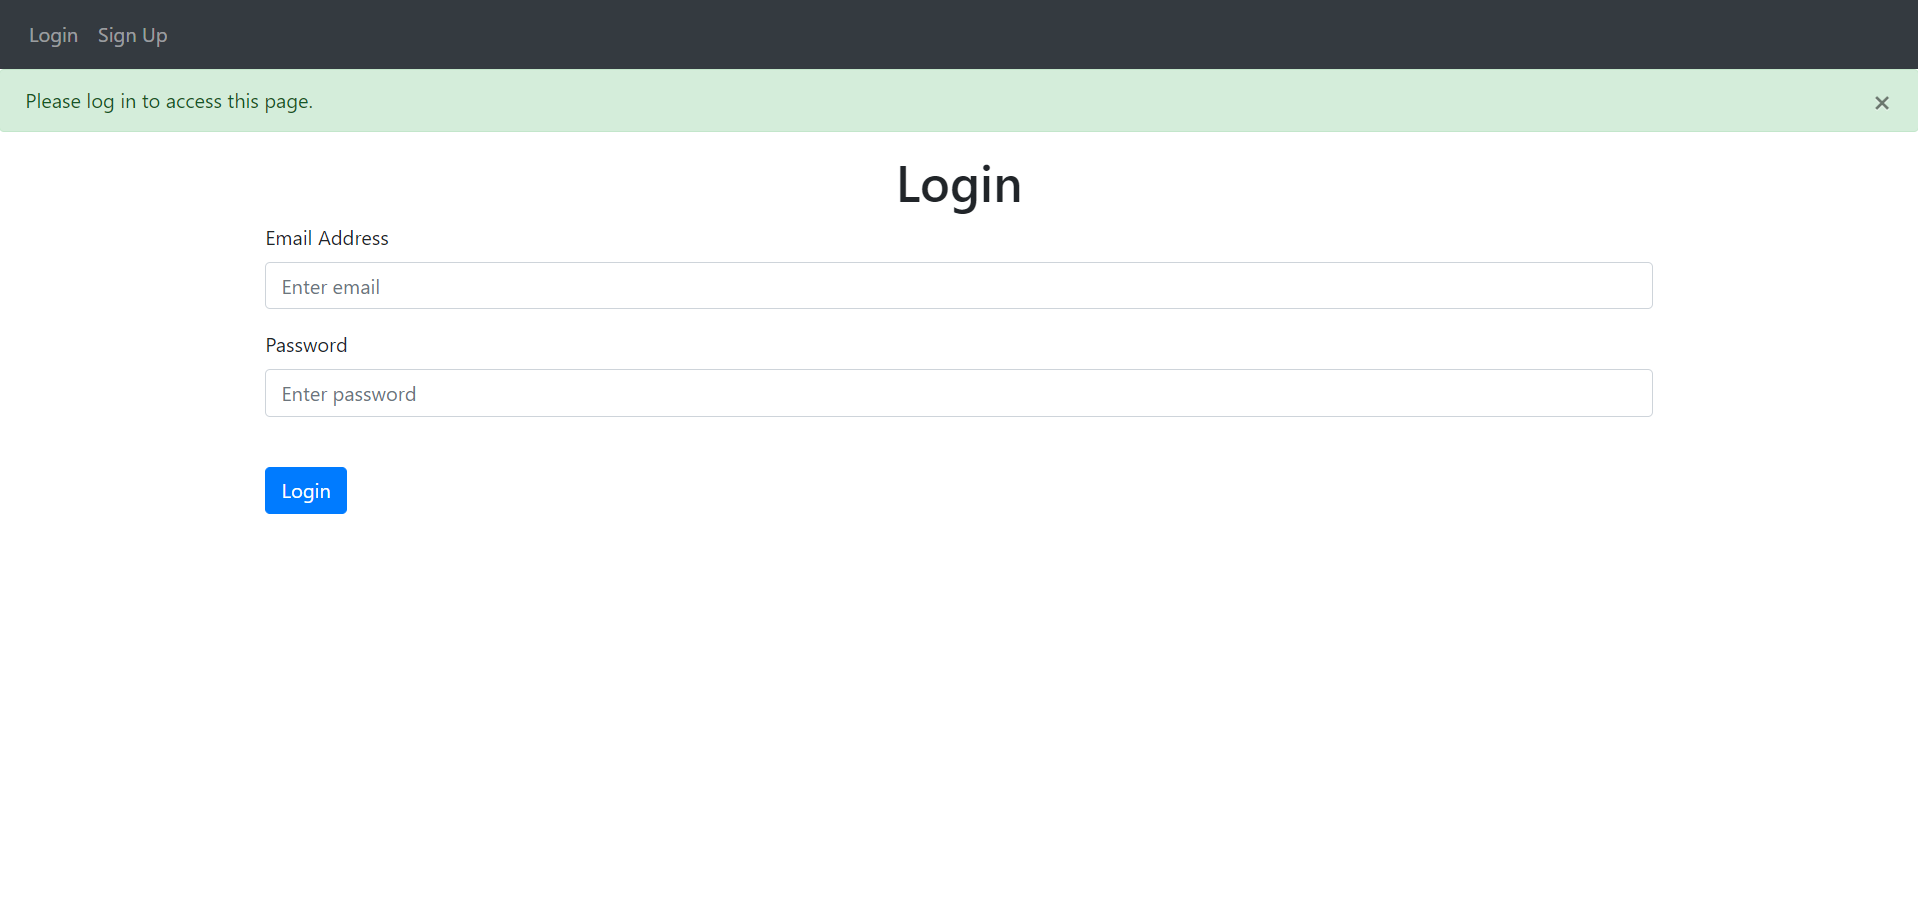 Login Sign Up
Please log in to access this page. ×
Login
Email Address
Enter email
Password
Enter password
Login